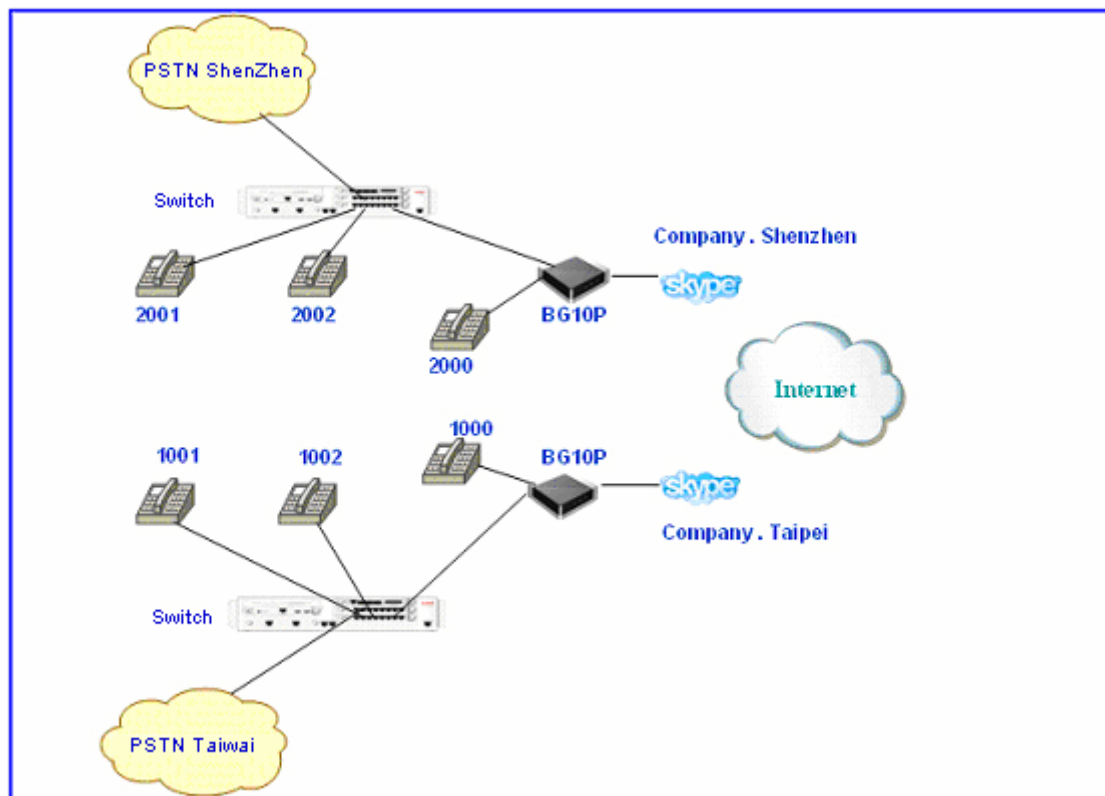 PSTN ShenZhen
Switch
Company. Shenzhen
skype
2001
2002
BG10P
2000
Internet
1000
1001
1002
BG10P
skype
Company. Taipei
Switch
PSTN Taiwai